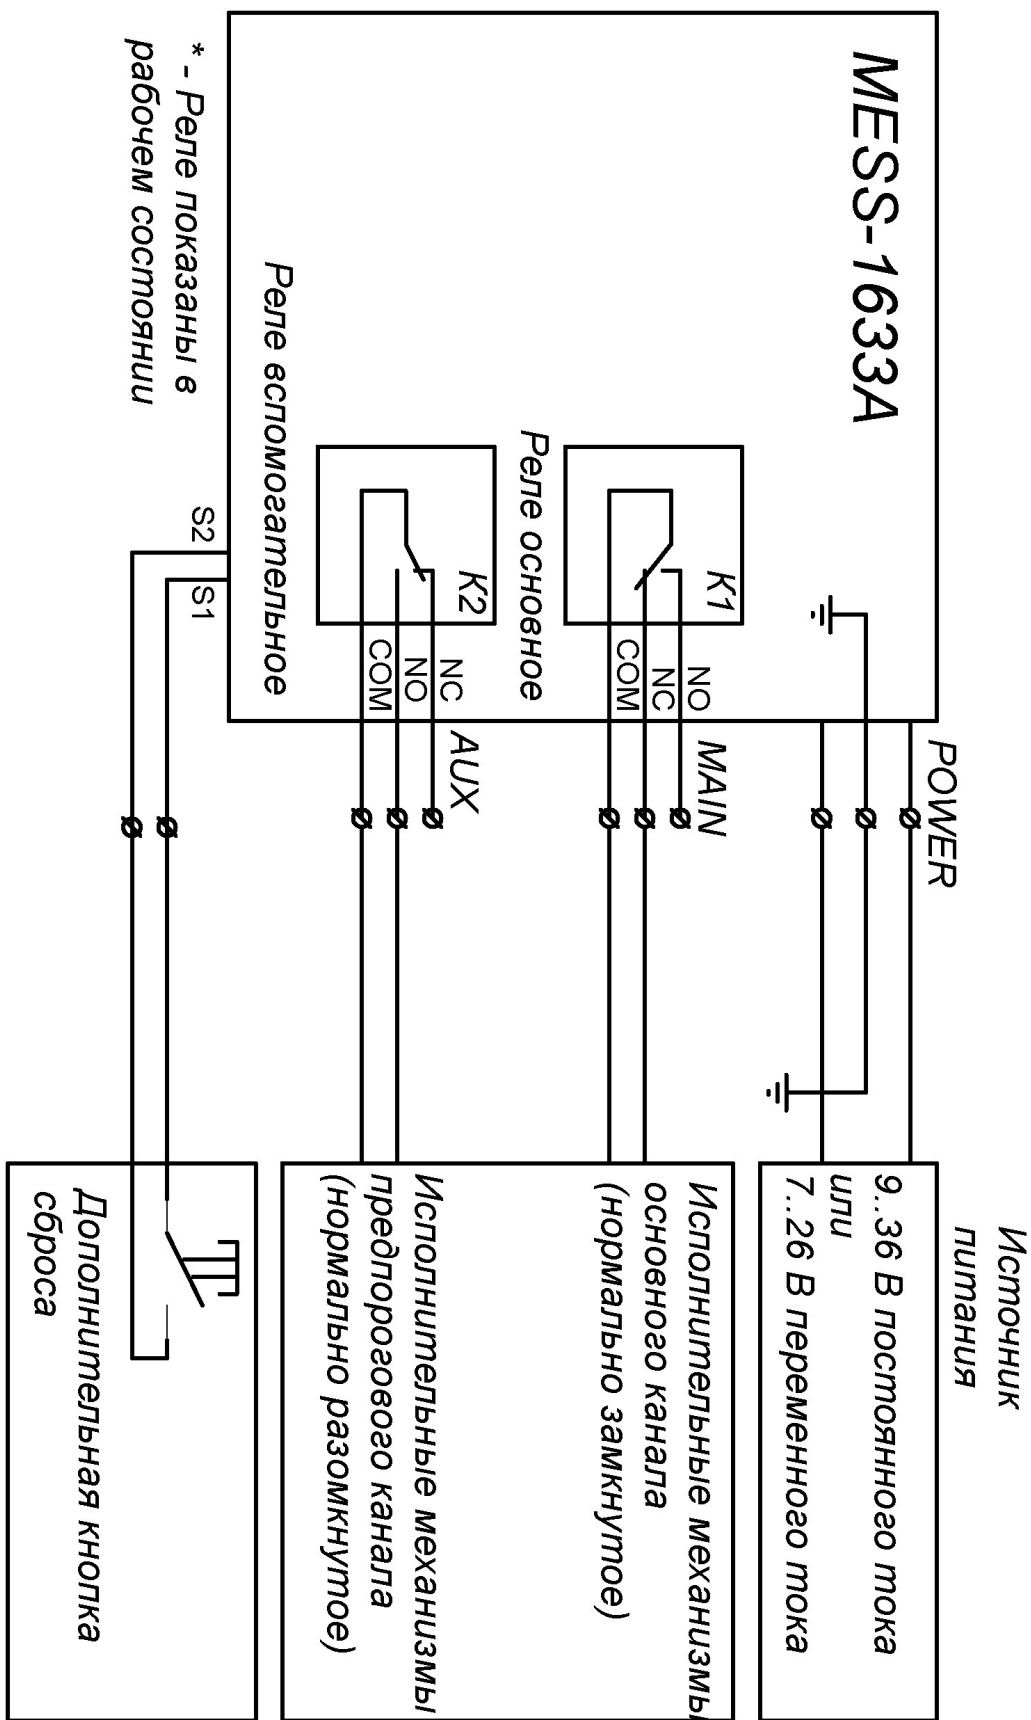 MESS-1633A
POWER
Источник
питания
9..36 В постоянного тока
или
7..26 В переменного тока
K1
NO
NC
COM
MAIN
Реле основное
Исполнительные механизмы
основного канала
(нормально замкнутое)
K2
NC
NO
COM
AUX
Реле вспомогательное
Исполнительные механизмы
предпорогового канала
(нормально разомкнутое)
S2
S1
Дополнительная кнопка
сброса
* - Реле показаны в
рабочем состоянии